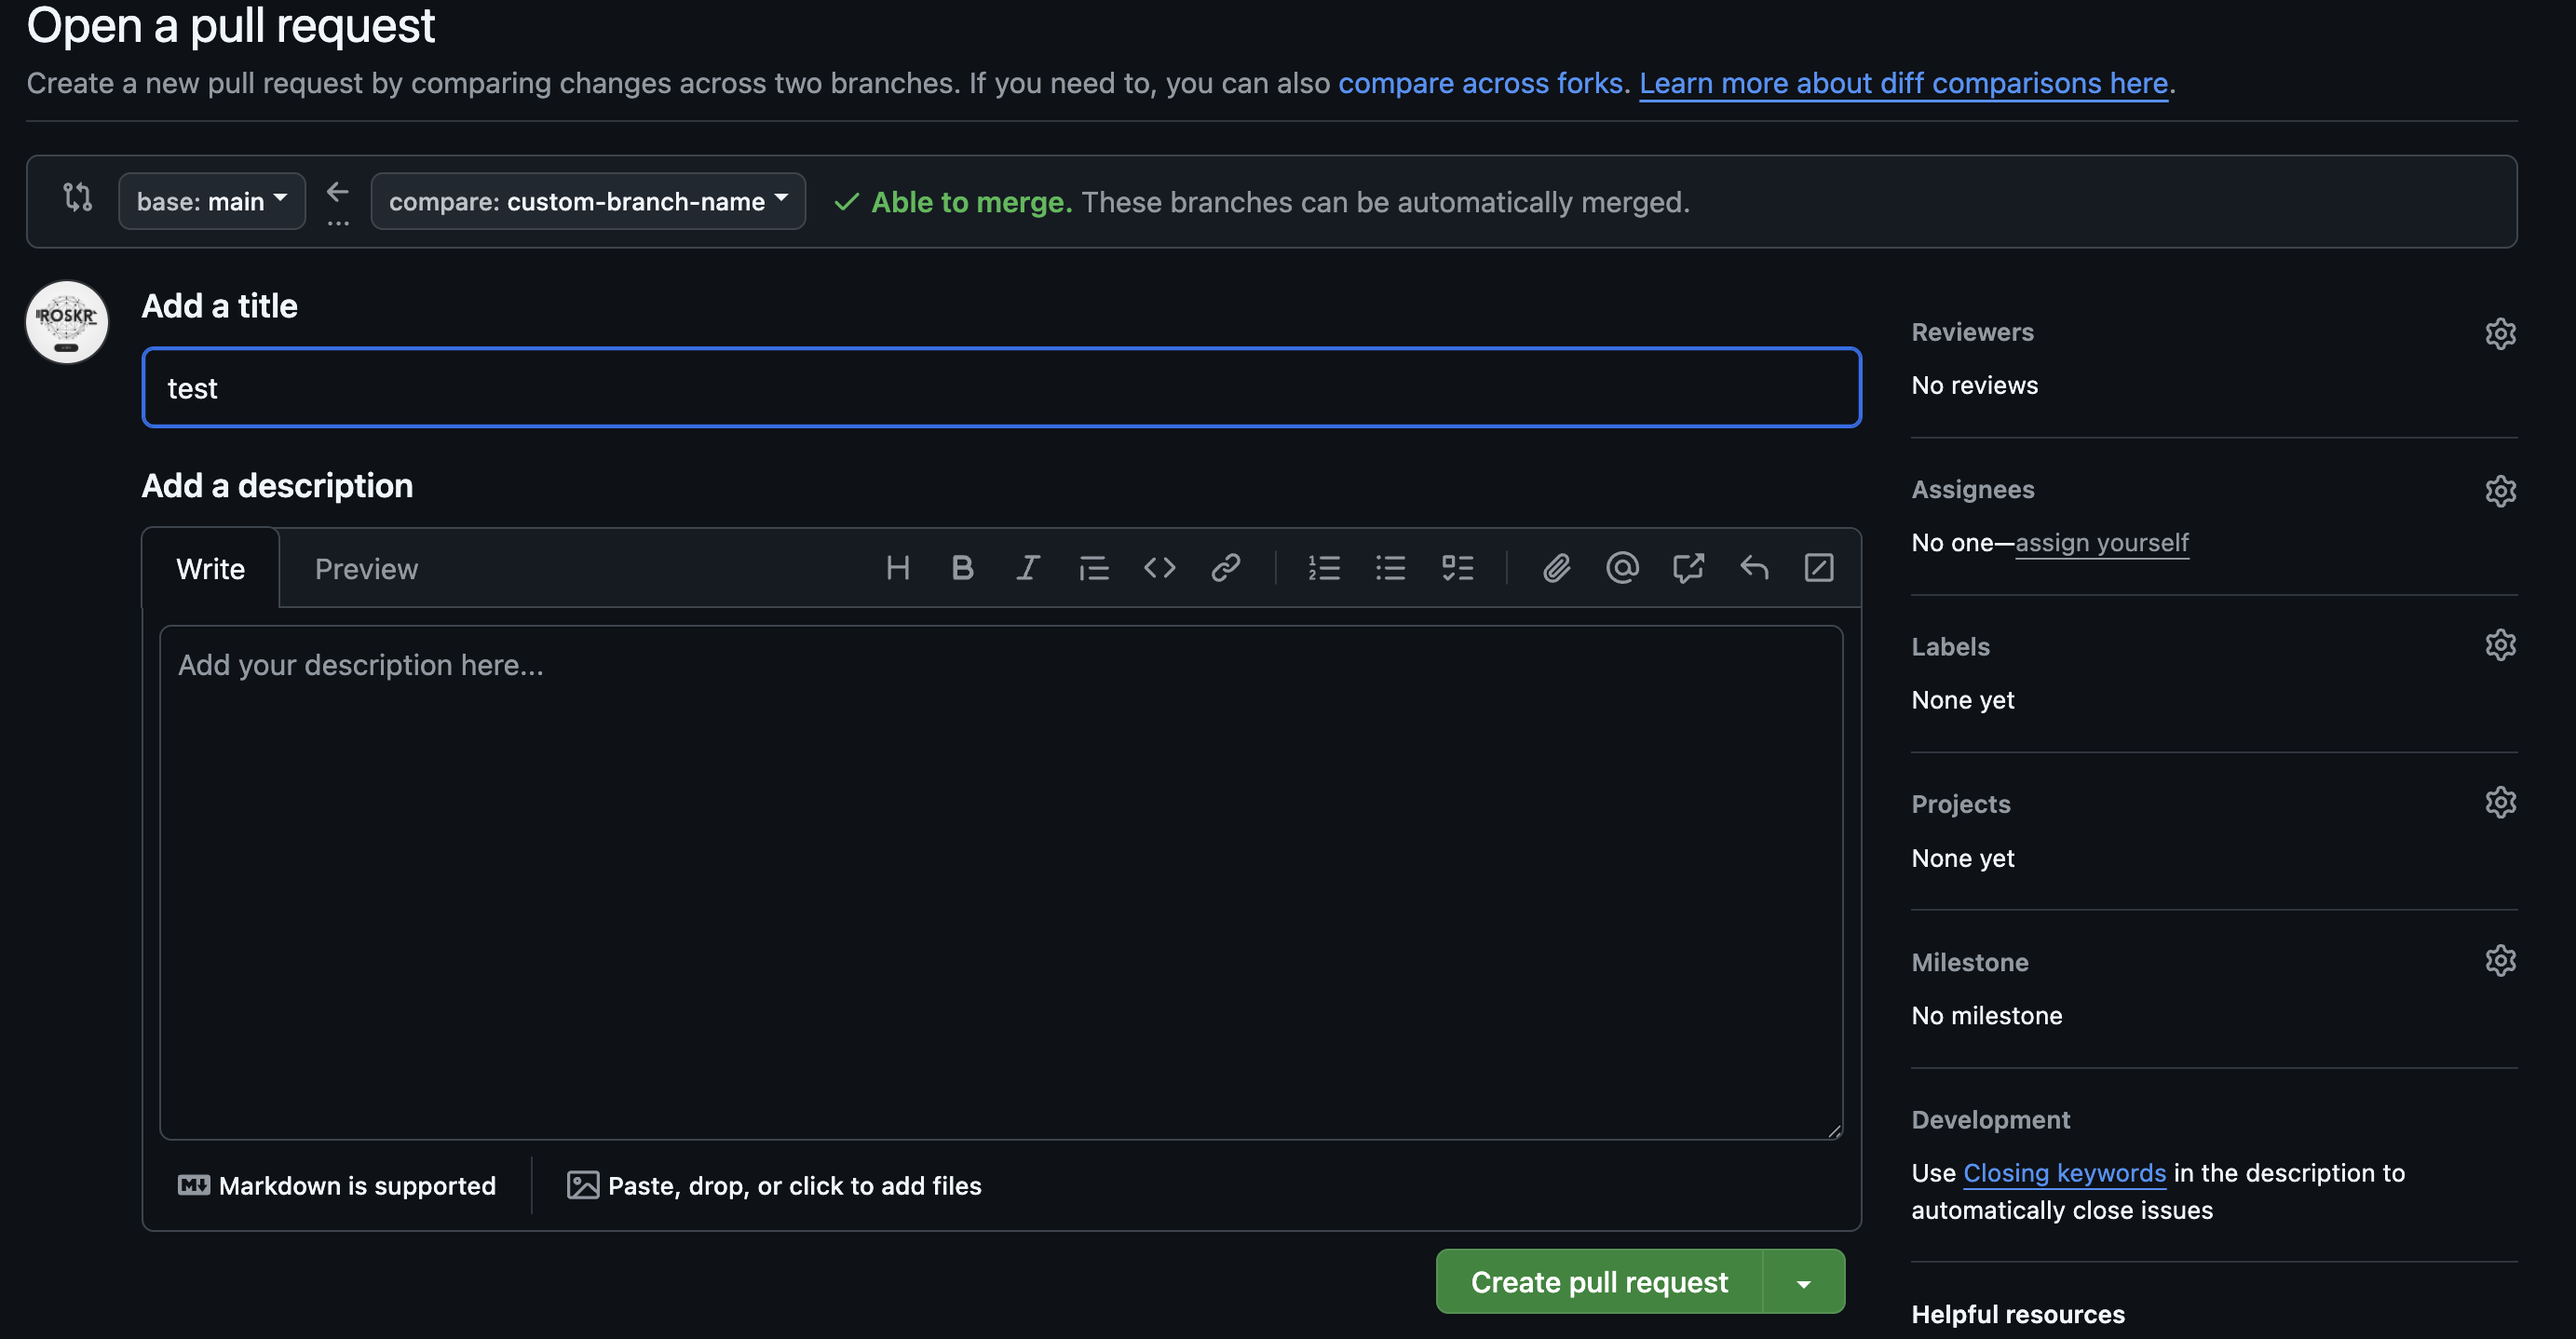 Open a pull request
Create a new pull request by comparing changes across two branches. If you need to, you can also compare across forks. Learn more about diff comparisons here.
base: main
compare: custom-branch-name
Able to merge. These branches can be automatically merged.
ROSKR
Add a title
test
Add a description
Write
Preview
Add your description here...
Markdown is supported
Paste, drop, or click to add files
Create pull request
Reviewers
No reviews
Assignees
No one—assign yourself
Labels
None yet
Projects
None yet
Milestone
No milestone
Development
Use Closing keywords in the description to
automatically close issues
Helpful resources